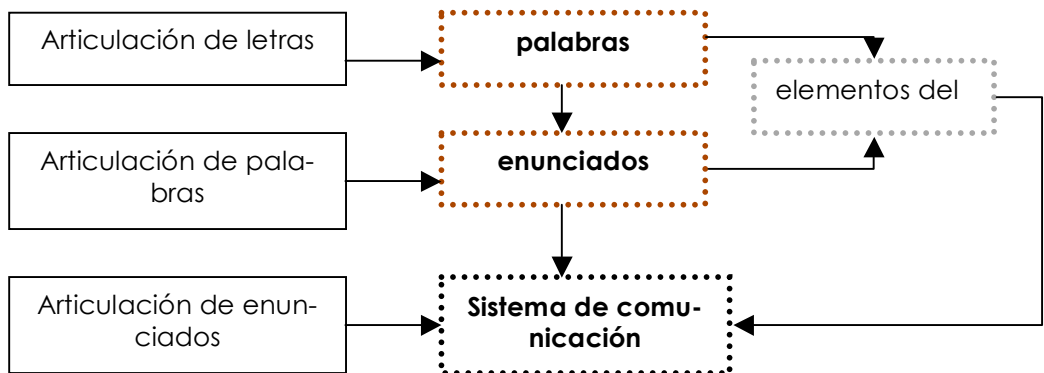 Articulación de letras
palabras
elementos del
Articulación de pala-
bras
enunciados
Articulación de enun-
ciados
Sistema de comu-
nicación